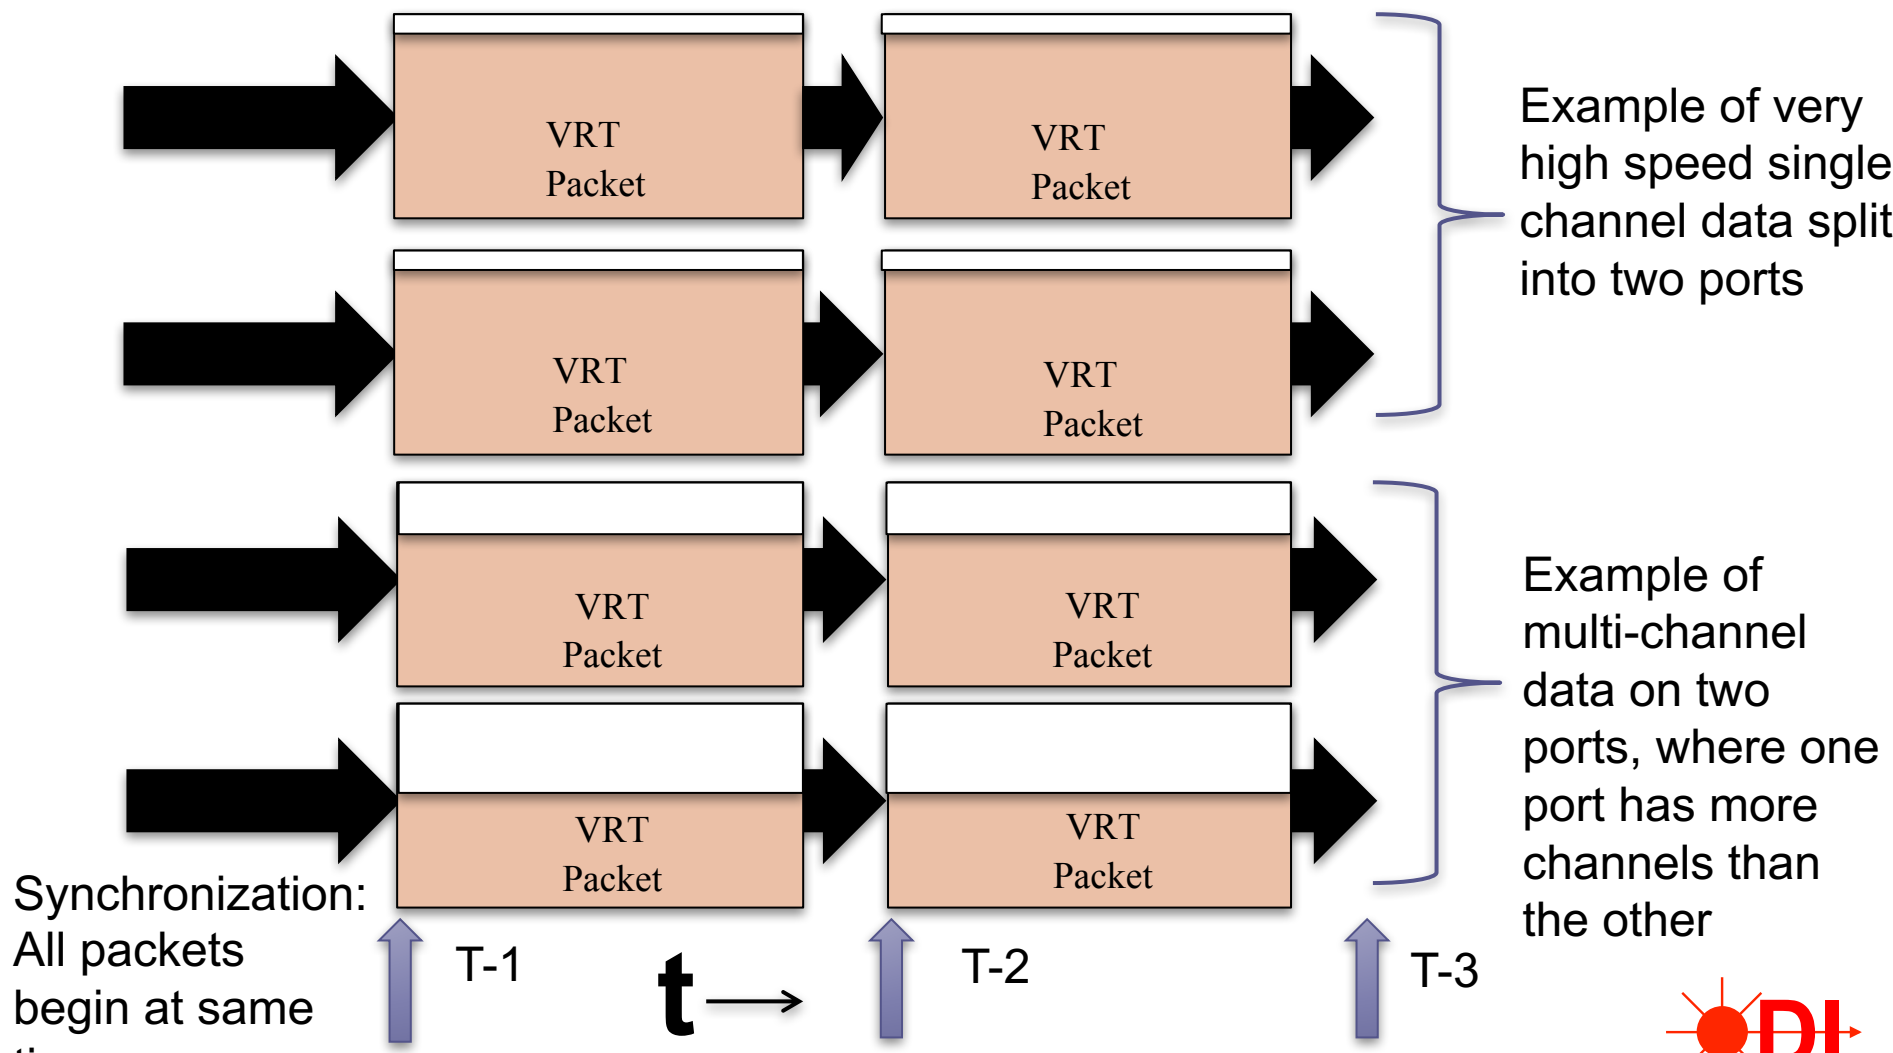 VRT
Packet
VRT
Packet
Example of very
high speed single
channel data split
into two ports
VRT
Packet
VRT
Packet
VRT
Packet
VRT
Packet
Example of
multi-channel
data on two
ports, where one
port has more
channels than
the other
VRT
Packet
VRT
Packet
Synchronization:
All packets
begin at same
T-1
t
T-2
T-3
ODI